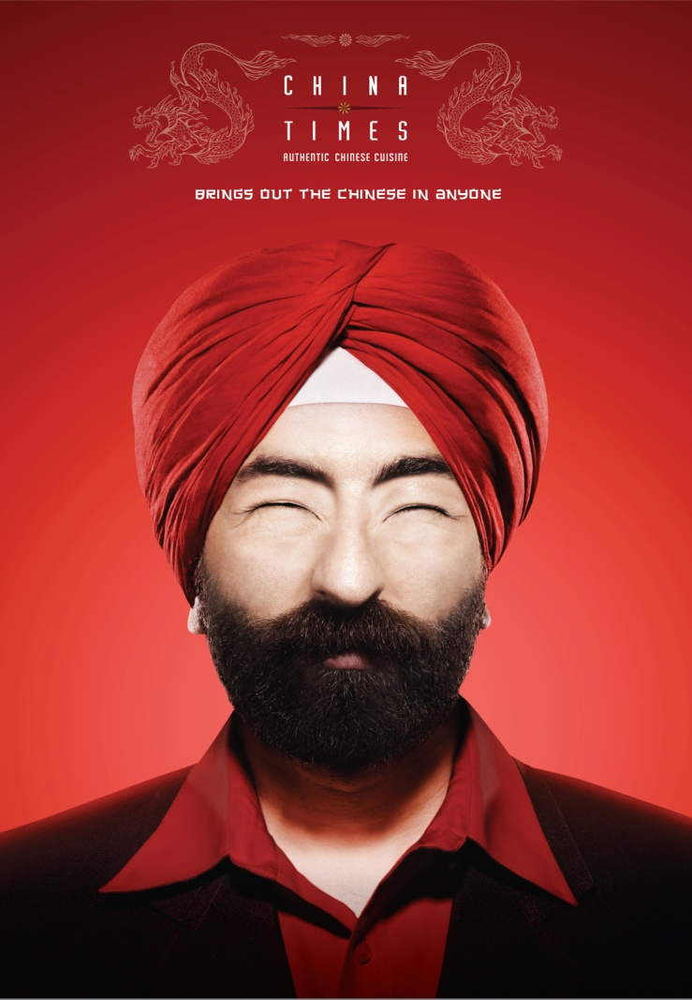 CHINA
TIMES
AUTHENTIC CHINESE CUISINE
BRINGS OUT THE CHINESE IN ANYONE